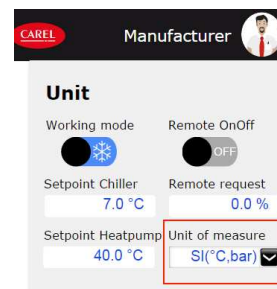 CAREL Manufacturer
Unit
Working mode Remote OnOff
OFF
Setpoint Chiller Remote request
7.0 °C 0.0 %
Setpoint Heatpump Unit of measure
40.0 °C SI(°C,bar)